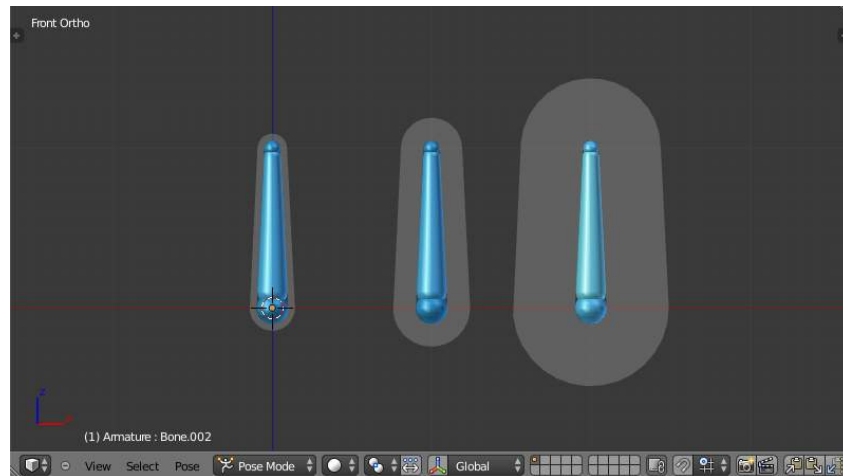 Front Ortho
(1) Armature : Bone.002
View Select Pose Pose Mode Global